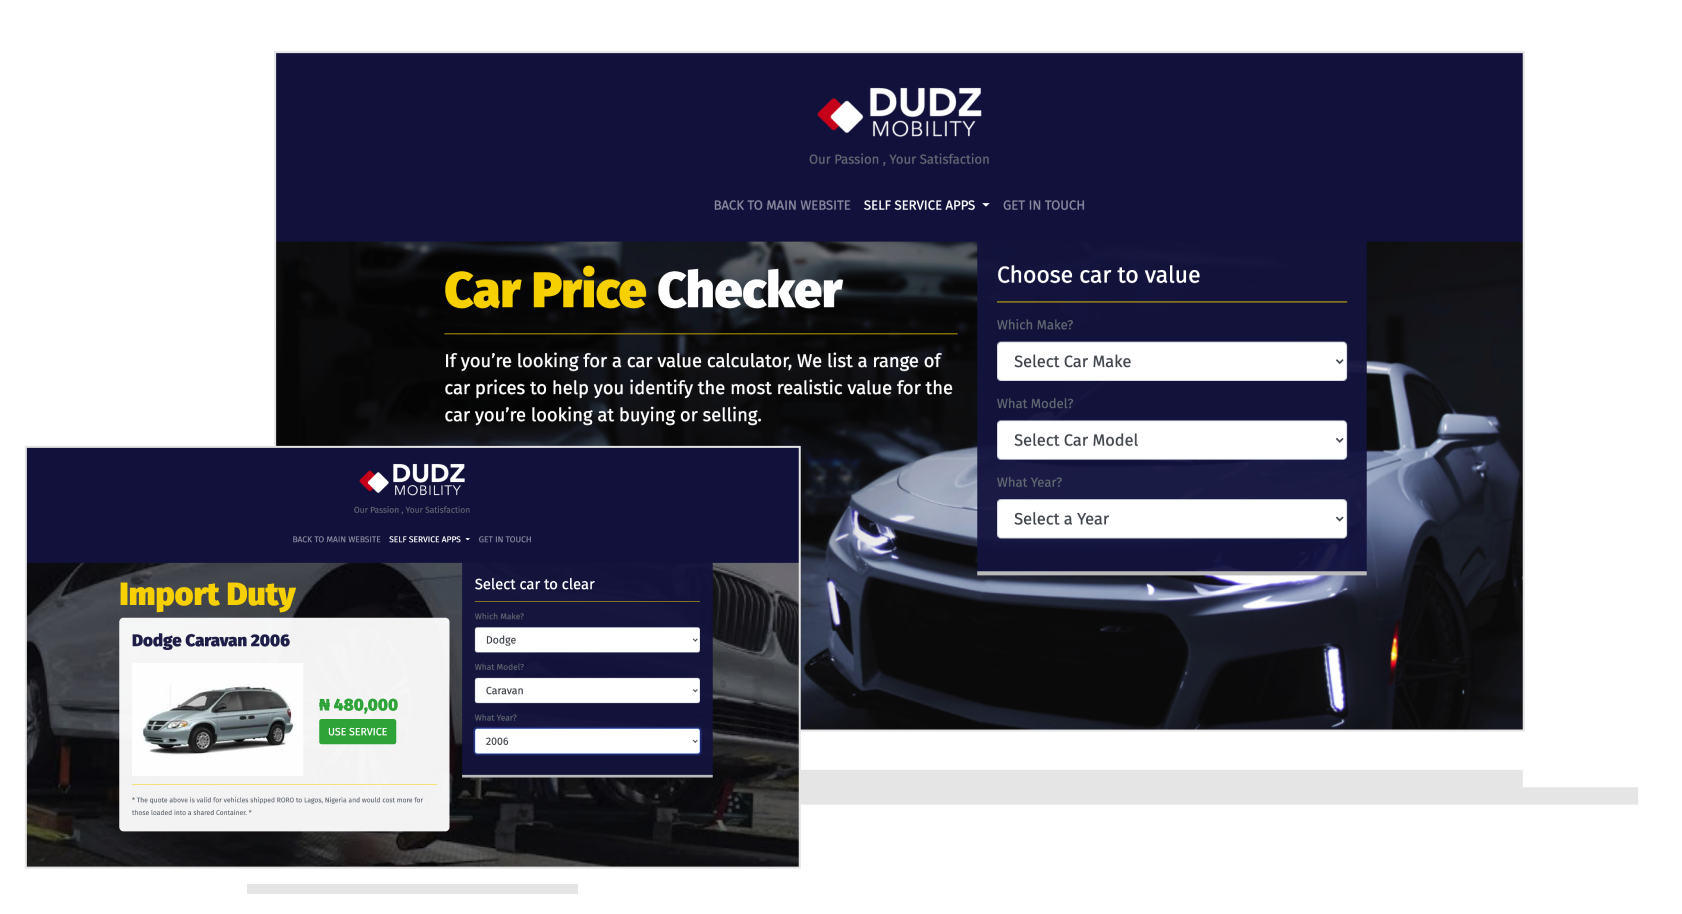 DUDZ
MOBILITY
Our Passion , Your Satisfaction
BACK TO MAIN WEBSITE SELF SERVICE APPS GET IN TOUCH
Car Price Checker
If you’re looking for a car value calculator, We list a range of
car prices to help you identify the most realistic value for the
car you’re looking at buying or selling.
Choose car to value
Which Make?
Select Car Make
What Model?
Select Car Model
What Year?
Select a Year
DUDZ
MOBILITY
Our Passion , Your Satisfaction
BACK TO MAIN WEBSITE SELF SERVICE APPS GET IN TOUCH
Import Duty
Dodge Caravan 2006
₦ 480,000
USE SERVICE
* The quote above is valid for vehicles shipped RORO to Lagos, Nigeria and would cost more for
those loaded into a shared Container. *
Select car to clear
Which Make?
Dodge
What Model?
Caravan
What Year?
2006